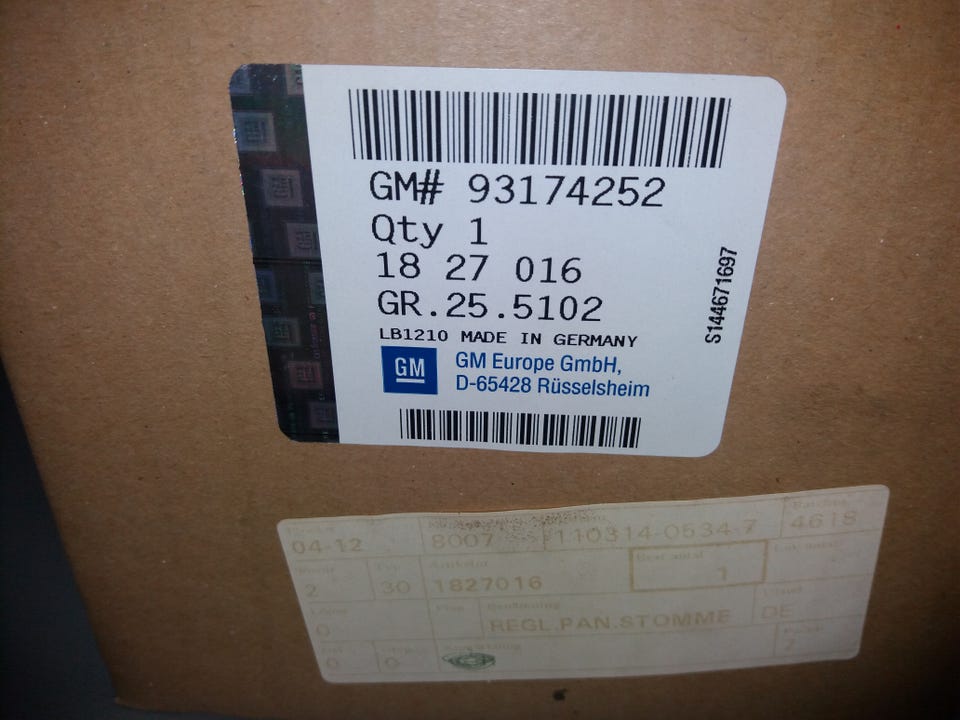 GM# 93174252
Qty 1
18 27 016
GR.25.5102
LB1210 MADE IN GERMANY
GM
GM Europe GmbH,
D-65428 Rüsselsheim
S144671697
04-12 8007 110314-0534-7 4618
2 30 1827016 1
0 REGL.PAN.STOMME DE
0 0 7